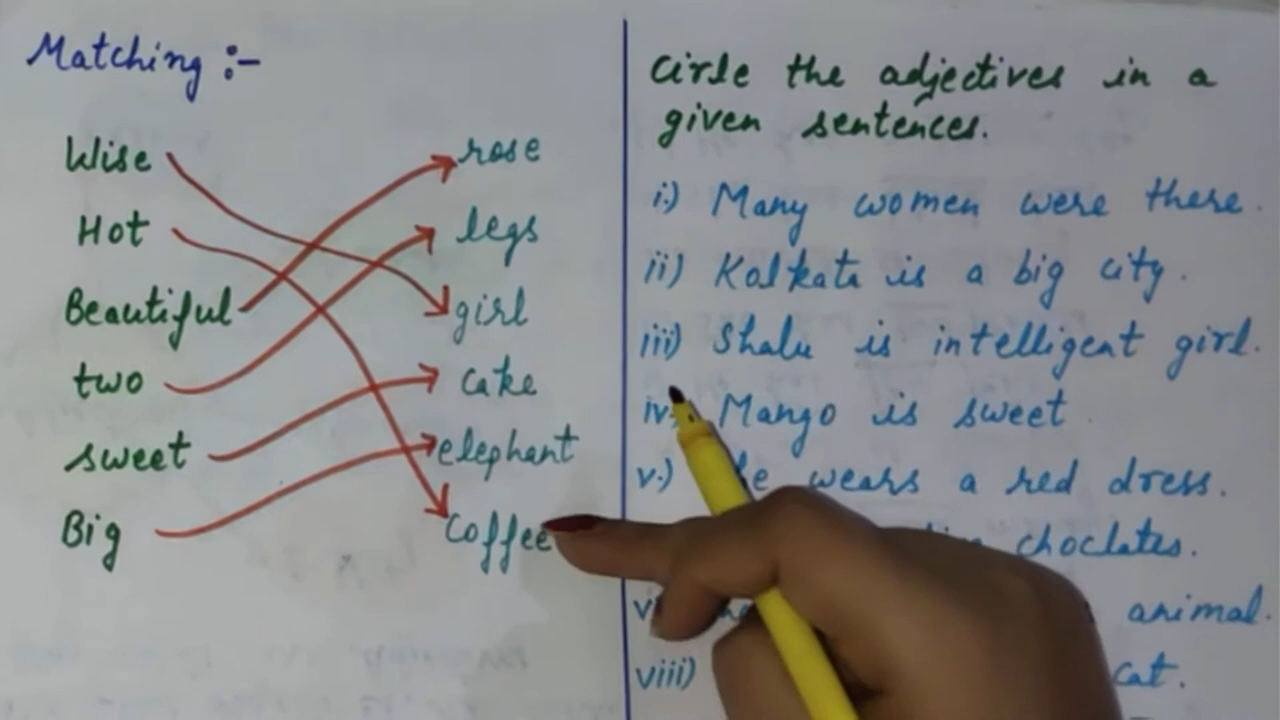 Matching :-
Wise
rose
Hot
legs
Beautiful
girl
two
cake
sweet
elephant
Big
Coffee
Cirle the adjectives in a
given sentences.
i.) Many women were there.
ii) Kolkata is a big city.
iii) Shalu is intelligent girl.
iv) Mango is sweet
v.) wears a red dress.
choclates.
animal.
viii) cat.